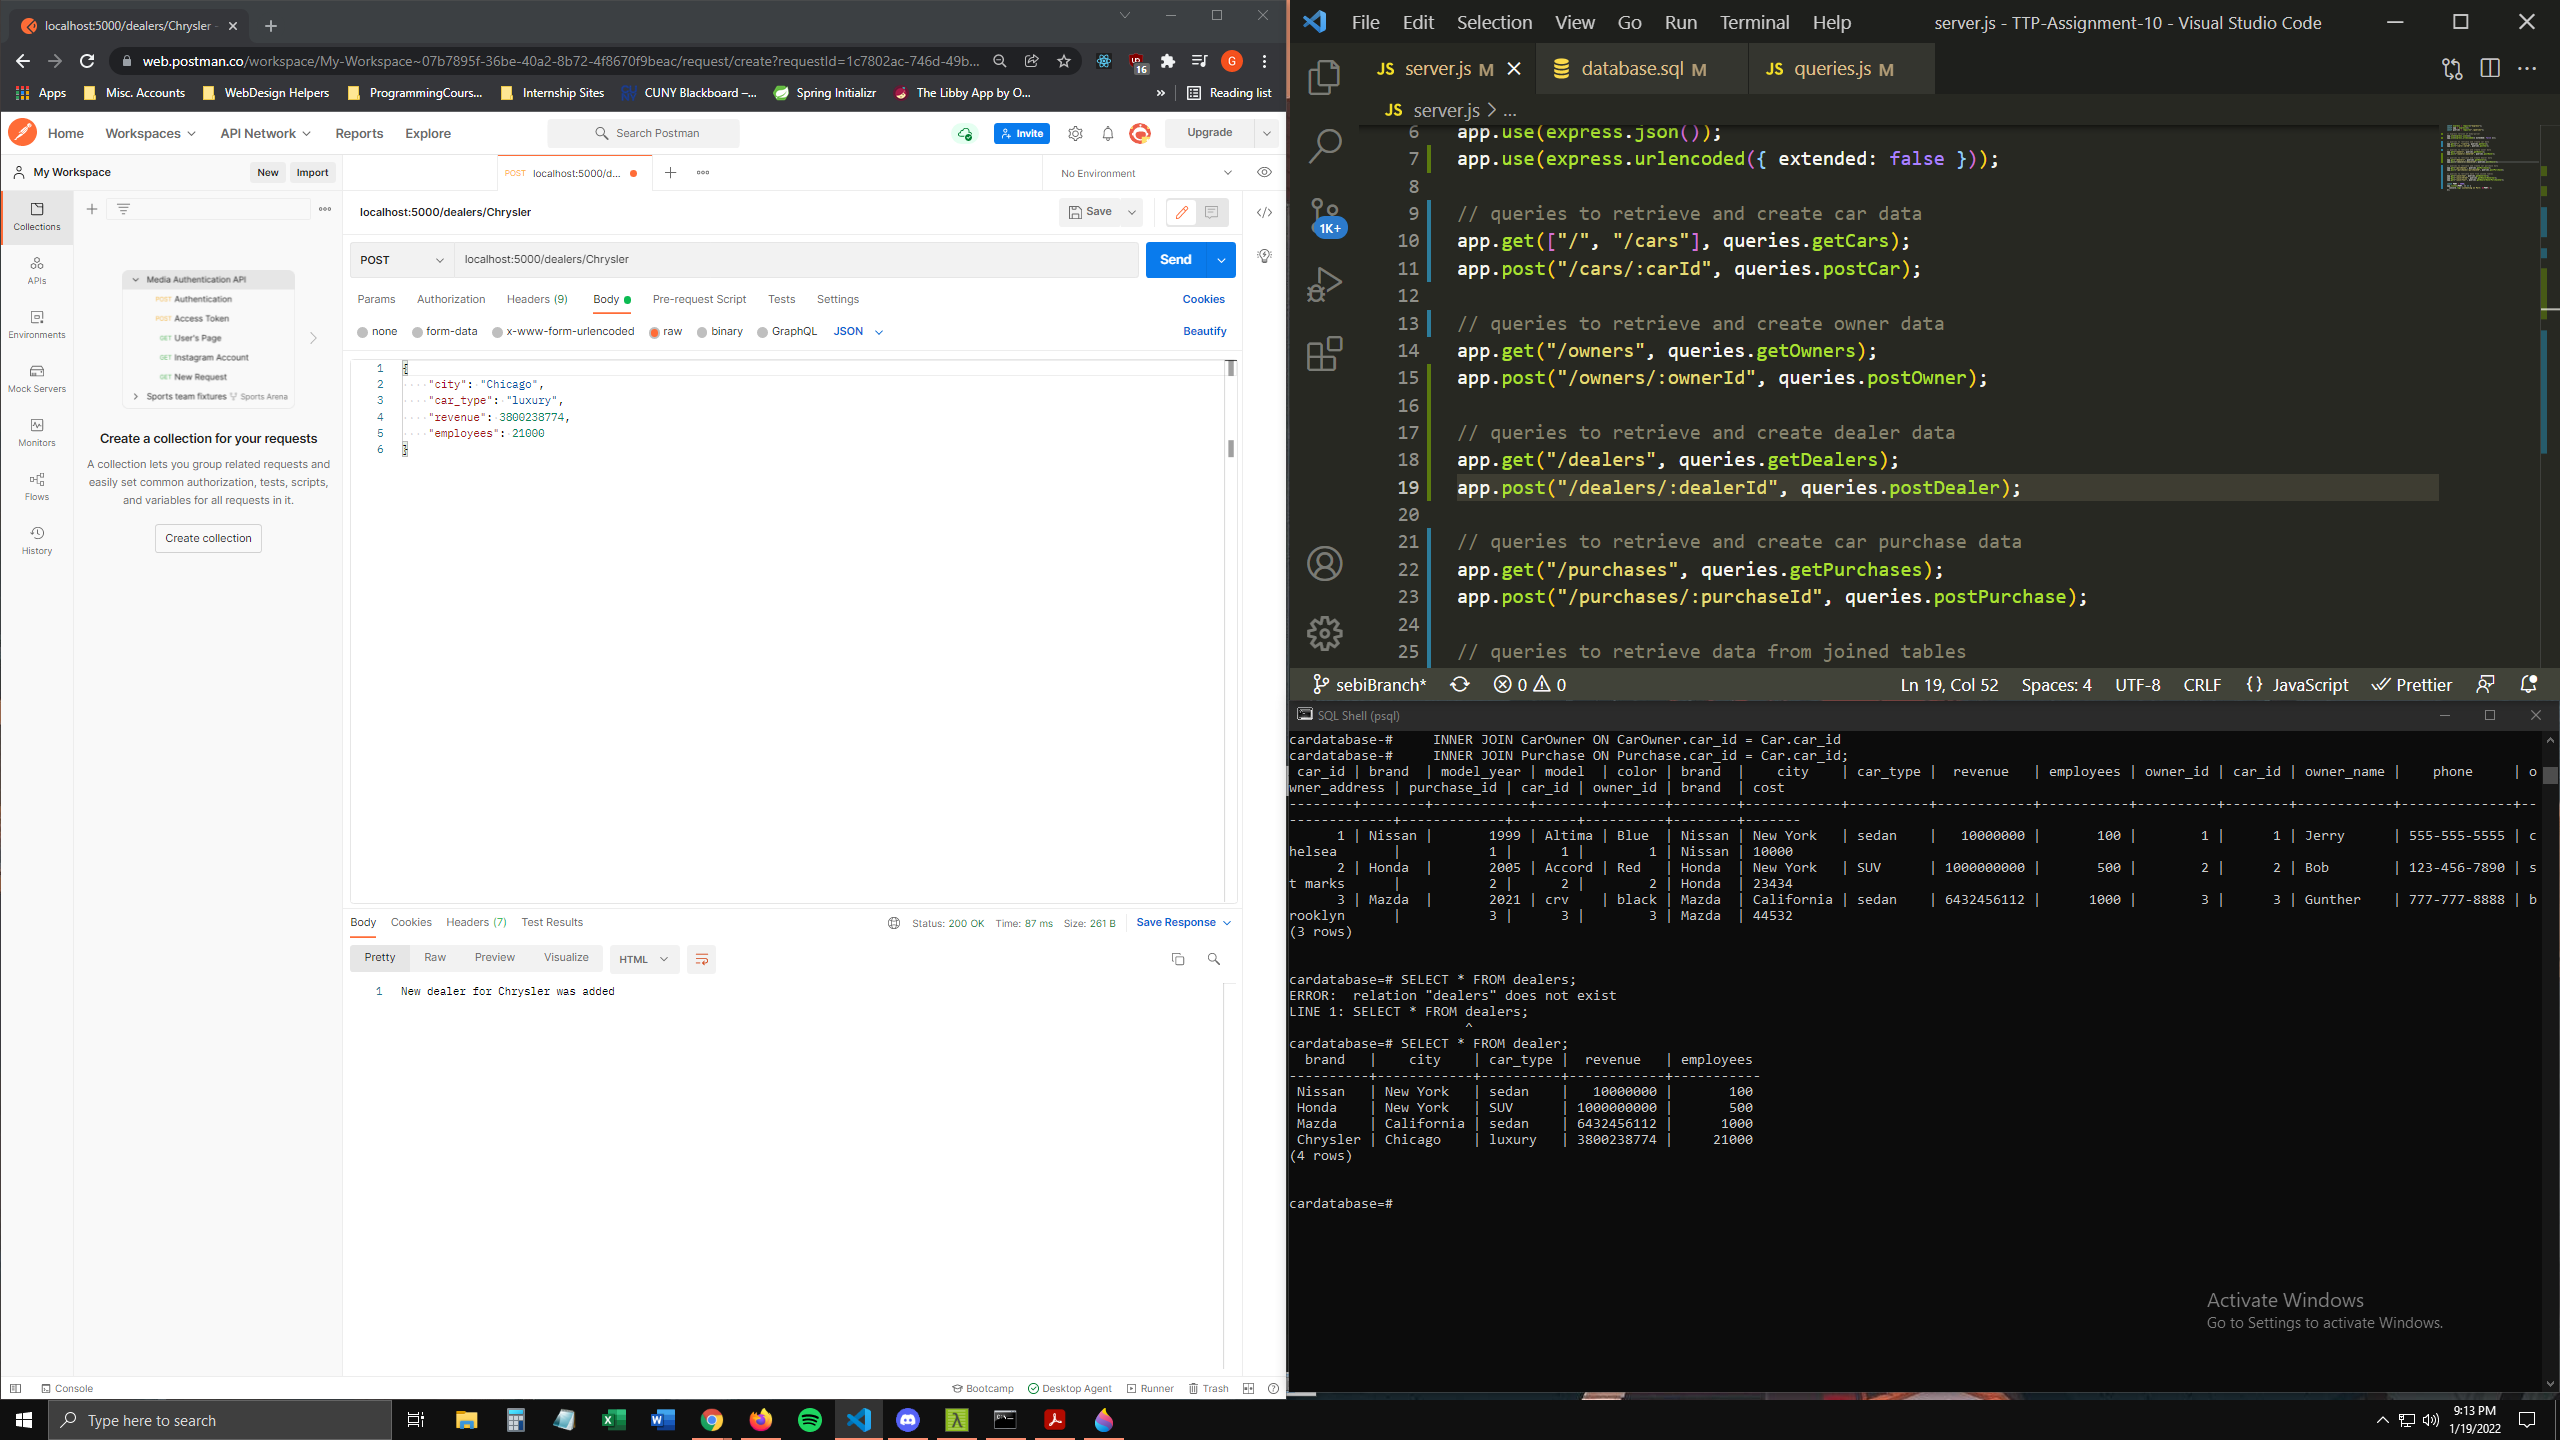 localhost:5000/dealers/Chrysler -
web.postman.co/workspace/My-Workspace~07b7895f-36be-40a2-8b72-4f8670f9beac/request/create?requestId=1c7802ac-746d-49b...
16
G
Apps
Misc. Accounts
WebDesign Helpers
ProgrammingCours...
Internship Sites
CUNY Blackboard –...
Spring Initializr
The Libby App by O...
»
Reading list
Home
Workspaces
API Network
Reports
Explore
Search Postman
Invite
Upgrade
My Workspace
New
Import
POST localhost:5000/d...
No Environment
Collections
APIs
Environments
Mock Servers
Monitors
Flows
History
Media Authentication API
POST Authentication
POST Access Token
GET User's Page
GET Instagram Account
GET New Request
Sports team fixtures Sports Arena
Create a collection for your requests
A collection lets you group related requests and
easily set common authorization, tests, scripts,
and variables for all requests in it.
Create collection
localhost:5000/dealers/Chrysler
Save
POST
localhost:5000/dealers/Chrysler
Send
Params
Authorization
Headers (9)
Body
Pre-request Script
Tests
Settings
Cookies
none
form-data
x-www-form-urlencoded
raw
binary
GraphQL
JSON
Beautify
1 {
2 "city": "Chicago",
3 "car_type": "luxury",
4 "revenue": 3800238774,
5 "employees": 21000
6 }
Body
Cookies
Headers (7)
Test Results
Status: 200 OK
Time: 87 ms
Size: 261 B
Save Response
Pretty
Raw
Preview
Visualize
HTML
1 New dealer for Chrysler was added
Console
Bootcamp
Desktop Agent
Runner
Trash
File
Edit
Selection
View
Go
Run
Terminal
Help
server.js - TTP-Assignment-10 - Visual Studio Code
JS server.js M
database.sql M
JS queries.js M
JS server.js > ...
1K+
6 app.use(express.json());
7 app.use(express.urlencoded({ extended: false }));
8
9 // queries to retrieve and create car data
10 app.get(["/", "/cars"], queries.getCars);
11 app.post("/cars/:carId", queries.postCar);
12
13 // queries to retrieve and create owner data
14 app.get("/owners", queries.getOwners);
15 app.post("/owners/:ownerId", queries.postOwner);
16
17 // queries to retrieve and create dealer data
18 app.get("/dealers", queries.getDealers);
19 app.post("/dealers/:dealerId", queries.postDealer);
20
21 // queries to retrieve and create car purchase data
22 app.get("/purchases", queries.getPurchases);
23 app.post("/purchases/:purchaseId", queries.postPurchase);
24
25 // queries to retrieve data from joined tables
sebiBranch*
0
0
Ln 19, Col 52
Spaces: 4
UTF-8
CRLF
{} JavaScript
Prettier
SQL Shell (psql)
cardatabase-# INNER JOIN CarOwner ON CarOwner.car_id = Car.car_id
cardatabase-# INNER JOIN Purchase ON Purchase.car_id = Car.car_id;
car_id | brand | model_year | model | color | brand | city | car_type | revenue | employees | owner_id | car_id | owner_name | phone | o
wner_address | purchase_id | car_id | owner_id | brand | cost
--------+--------+------------+--------+-------+--------+------------+----------+------------+-----------+----------+--------+------------+--------------+--
-------------+-------------+--------+----------+--------+-------
1 | Nissan | 1999 | Altima | Blue | Nissan | New York | sedan | 10000000 | 100 | 1 | 1 | Jerry | 555-555-5555 | c
helsea | 1 | 1 | 1 | Nissan | 10000
2 | Honda | 2005 | Accord | Red | Honda | New York | SUV | 1000000000 | 500 | 2 | 2 | Bob | 123-456-7890 | s
t marks | 2 | 2 | 2 | Honda | 23434
3 | Mazda | 2021 | crv | black | Mazda | California | sedan | 6432456112 | 1000 | 3 | 3 | Gunther | 777-777-8888 | b
rooklyn | 3 | 3 | 3 | Mazda | 44532
(3 rows)
cardatabase=# SELECT * FROM dealers;
ERROR: relation "dealers" does not exist
LINE 1: SELECT * FROM dealers;
^
cardatabase=# SELECT * FROM dealer;
brand | city | car_type | revenue | employees
----------+------------+----------+------------+-----------
Nissan | New York | sedan | 10000000 | 100
Honda | New York | SUV | 1000000000 | 500
Mazda | California | sedan | 6432456112 | 1000
Chrysler | Chicago | luxury | 3800238774 | 21000
(4 rows)
cardatabase=#
Activate Windows
Go to Settings to activate Windows.
Type here to search
9:13 PM
1/19/2022